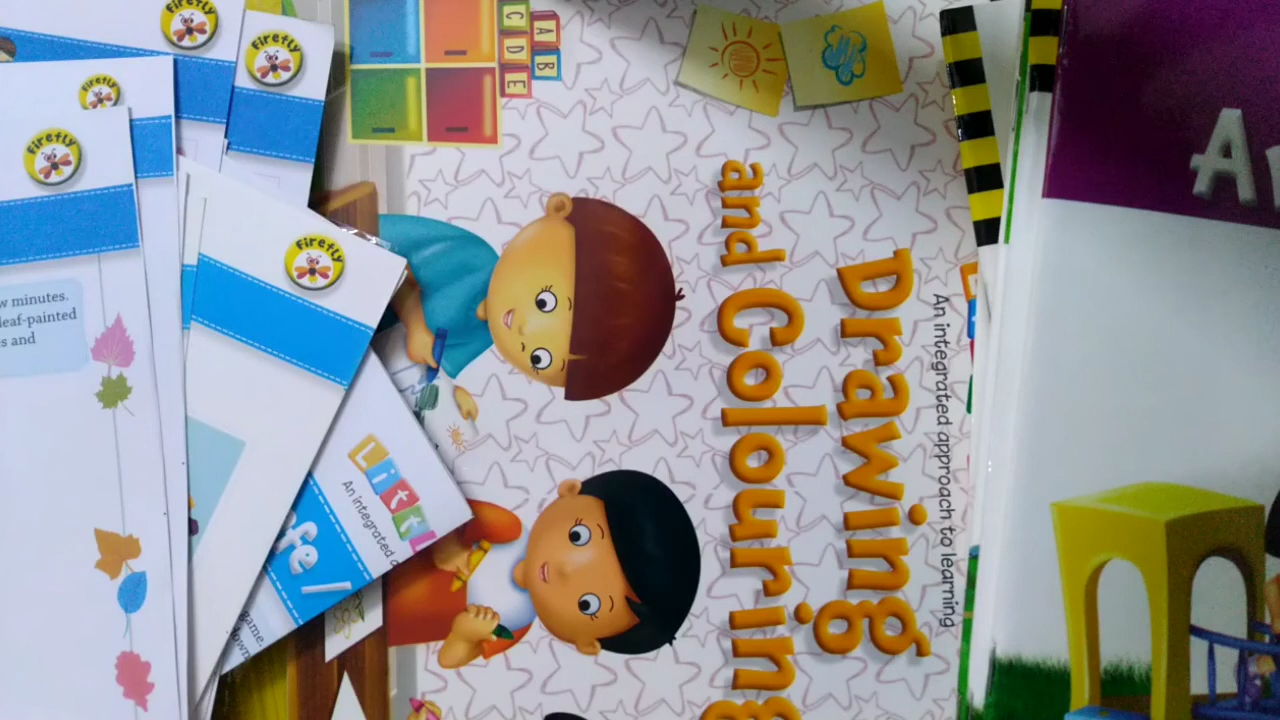 Firefly
Firefly
Firefly
Firefly
Firefly
minutes.
leaf-painted
and
An integrated
game.
C A
D B
E
An integrated approach to learning
Drawing
and Colouring